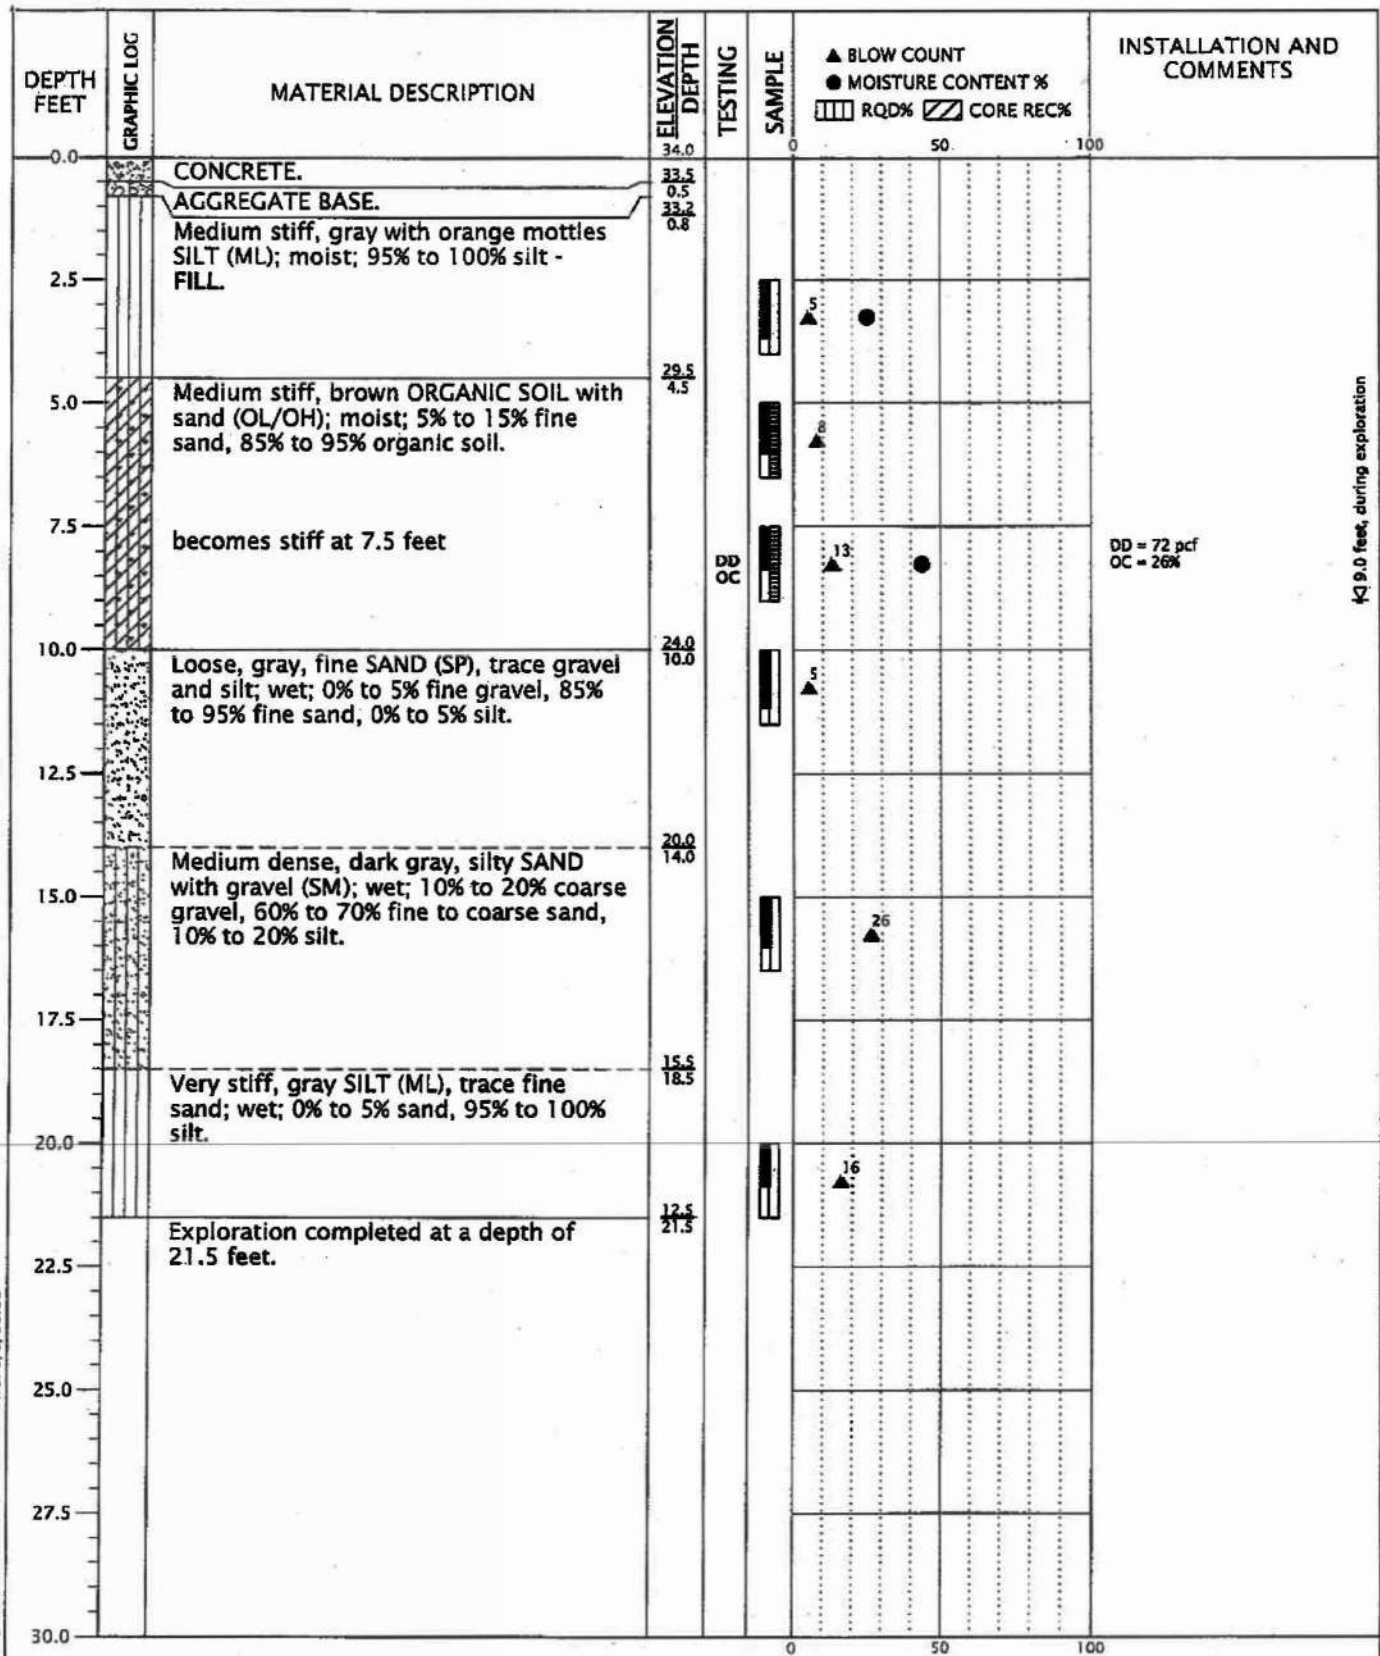 DEPTH
FEET
GRAPHIC LOG
MATERIAL DESCRIPTION
ELEVATION
DEPTH
TESTING
SAMPLE
▲ BLOW COUNT
● MOISTURE CONTENT %
RQD% CORE REC%
INSTALLATION AND
COMMENTS
0 50 100
0.0
34.0
CONCRETE.
33.5
0.5
AGGREGATE BASE.
33.2
0.8
Medium stiff, gray with orange mottles
SILT (ML); moist; 95% to 100% silt -
FILL.
2.5
5
29.5
4.5
Medium stiff, brown ORGANIC SOIL with
sand (OL/OH); moist; 5% to 15% fine
sand, 85% to 95% organic soil.
5.0
8
7.5
becomes stiff at 7.5 feet
DD
OC
13
DD = 72 pcf
OC = 26%
9.0 feet, during exploration
10.0
24.0
10.0
Loose, gray, fine SAND (SP), trace gravel
and silt; wet; 0% to 5% fine gravel, 85%
to 95% fine sand, 0% to 5% silt.
5
12.5
20.0
14.0
Medium dense, dark gray, silty SAND
with gravel (SM); wet; 10% to 20% coarse
gravel, 60% to 70% fine to coarse sand,
10% to 20% silt.
15.0
26
17.5
15.5
18.5
Very stiff, gray SILT (ML), trace fine
sand; wet; 0% to 5% sand, 95% to 100%
silt.
20.0
16
12.5
21.5
Exploration completed at a depth of
21.5 feet.
22.5
25.0
27.5
30.0
0 50 100